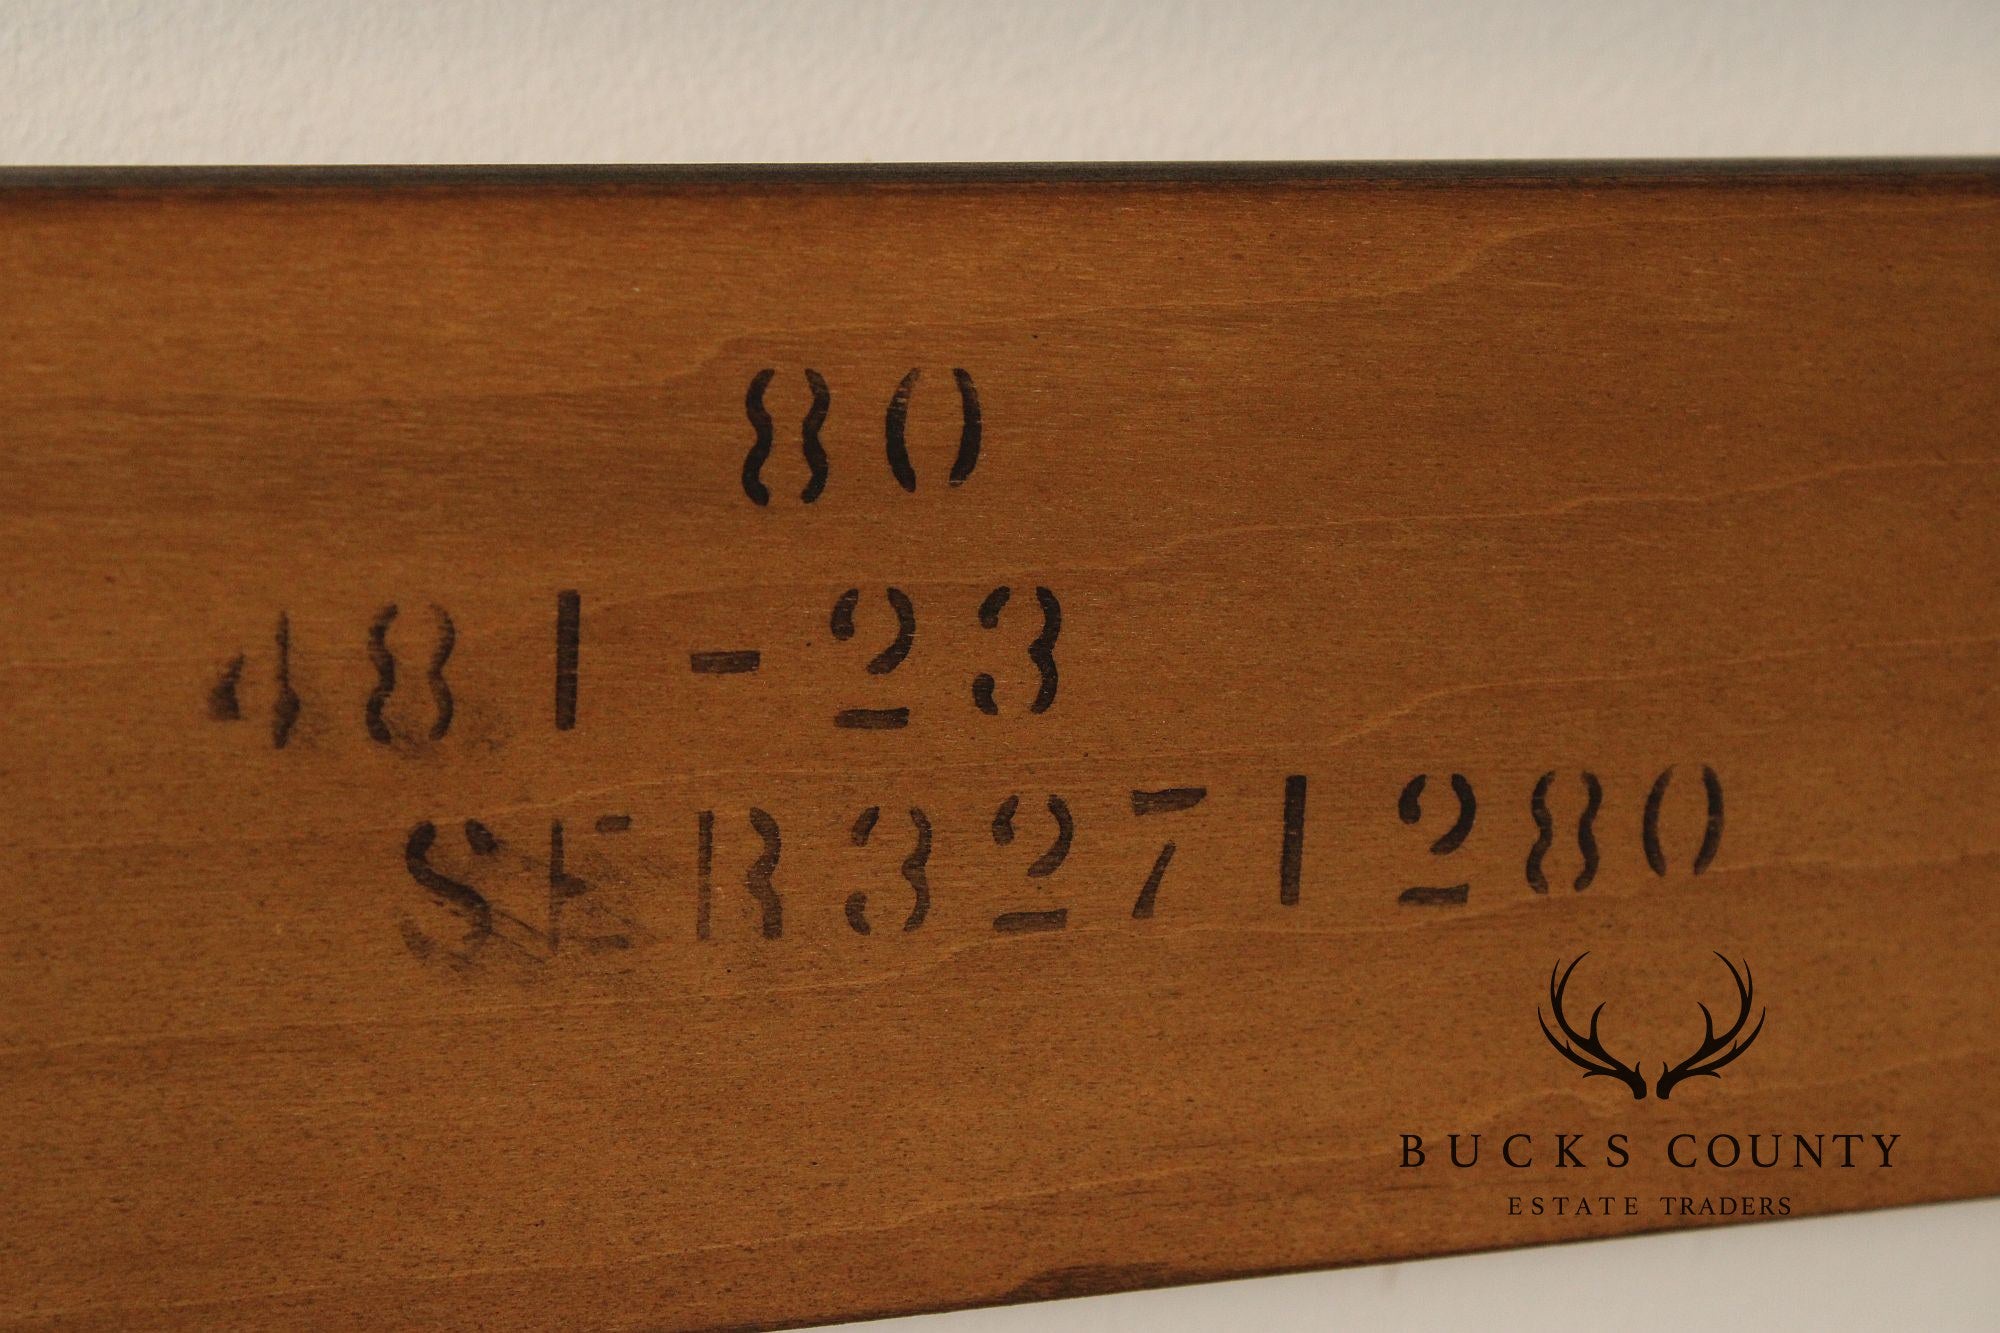 80
481-23
SER3271280
BUCKS COUNTY
ESTATE TRADERS